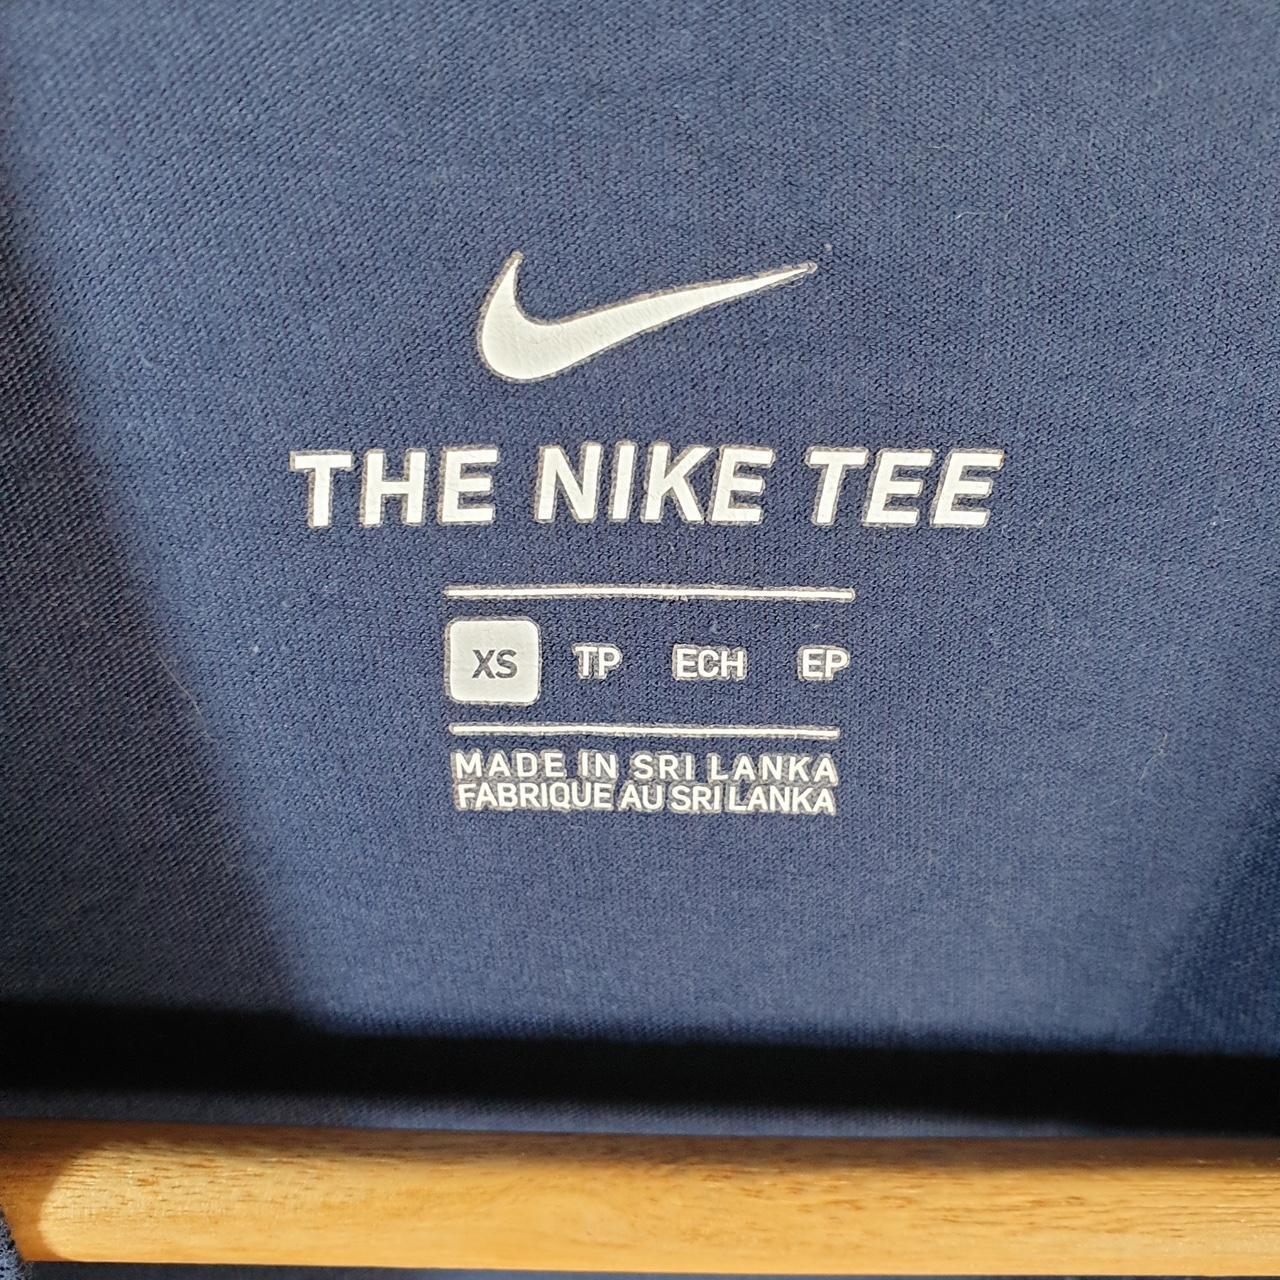 THE NIKE TEE
XS TP ECH EP
MADE IN SRI LANKA
FABRIQUE AU SRI LANKA